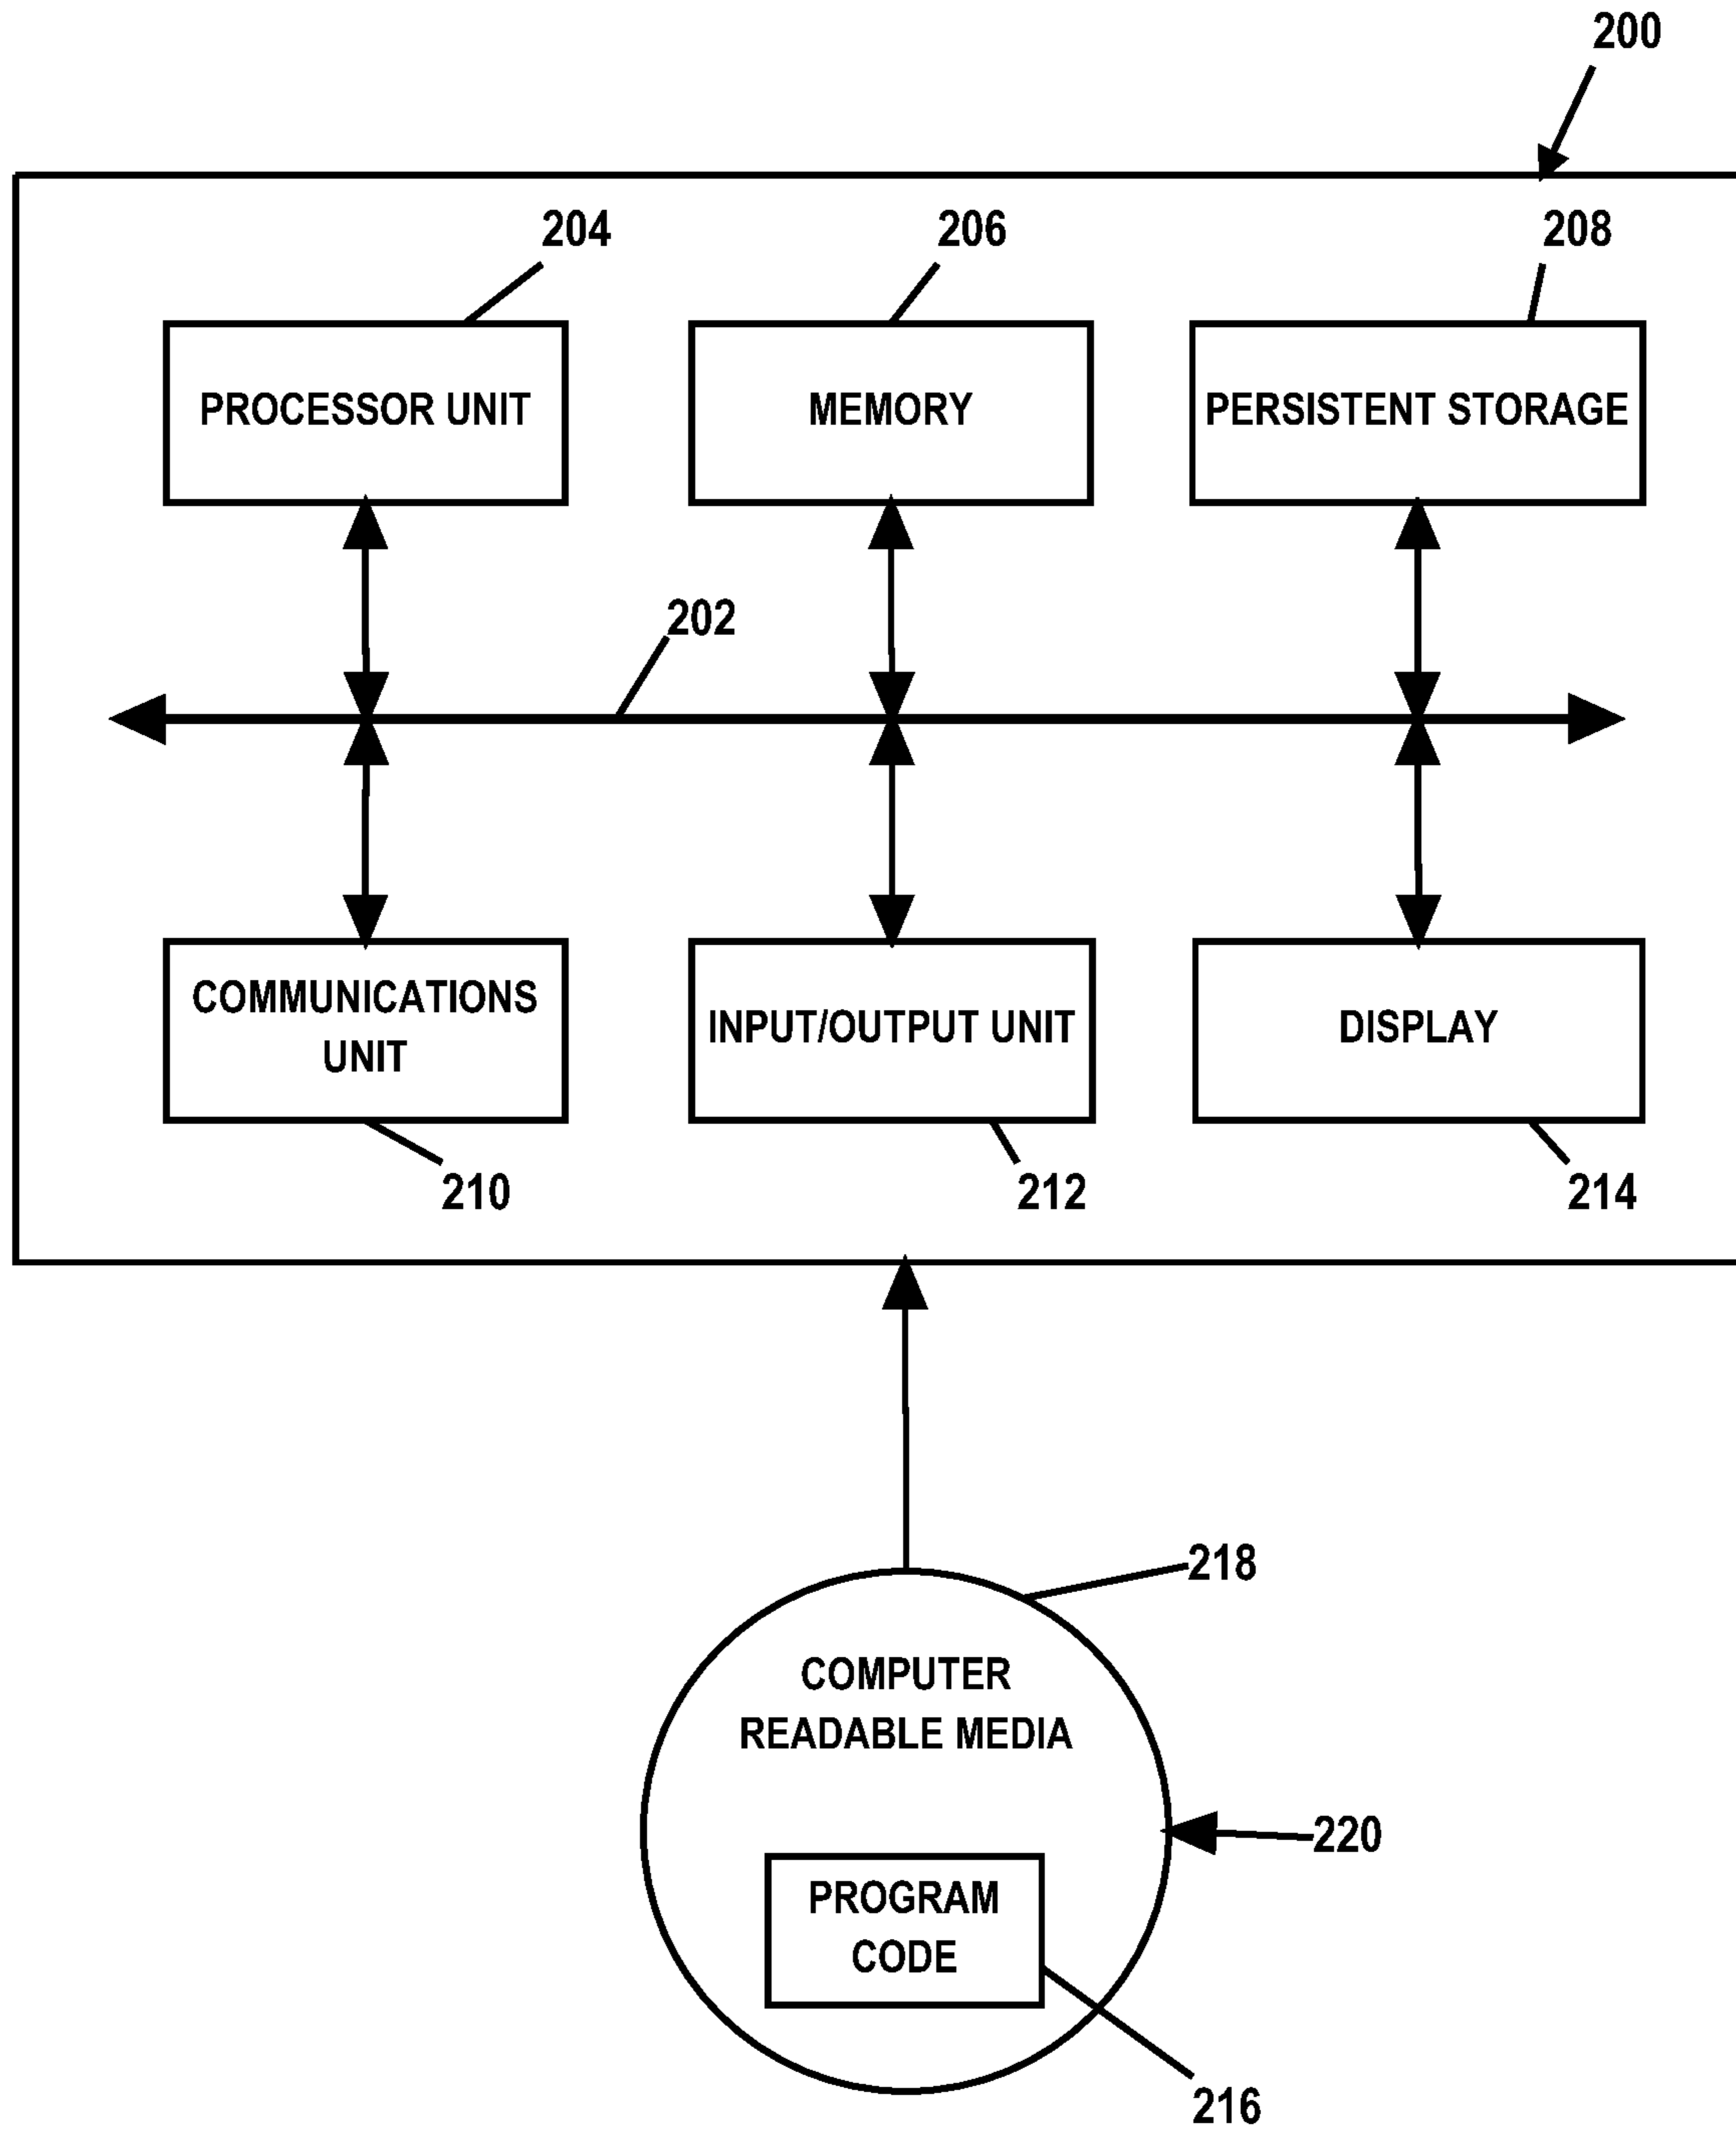 200
204
206
208
PROCESSOR UNIT
MEMORY
PERSISTENT STORAGE
202
COMMUNICATIONS
UNIT
INPUT/OUTPUT UNIT
DISPLAY
210
212
214
218
COMPUTER
READABLE MEDIA
220
PROGRAM
CODE
216